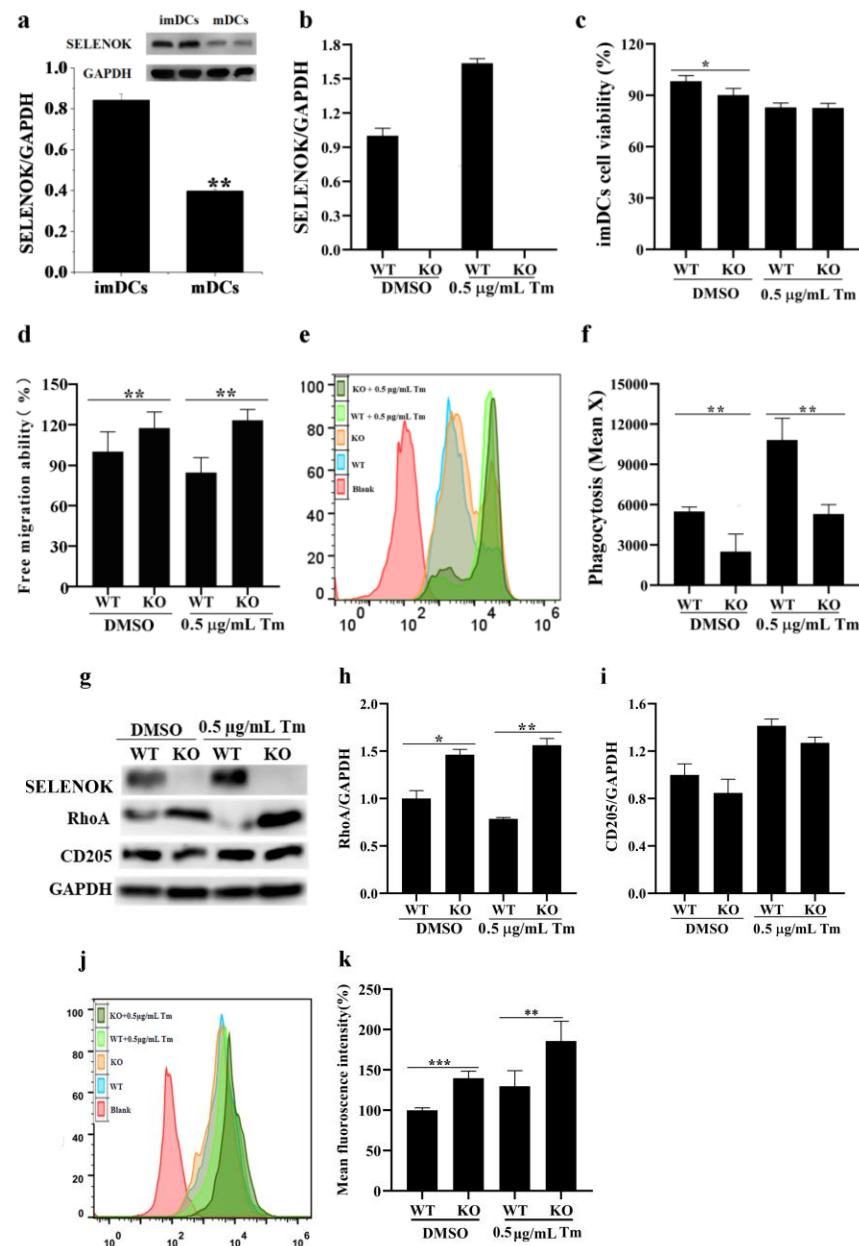 a
imDCs mDCs
SELENOK
GAPDH
SELENOK/GAPDH
1.0
0.8
0.6
0.4
0.2
0.0
**
imDCs mDCs
b
SELENOK/GAPDH
1.8
1.5
1.2
0.9
0.6
0.3
0.0
WT KO WT KO
DMSO 0.5 μg/mL Tm
c
imDCs cell viability (%)
120
90
60
30
0
*
WT KO WT KO
DMSO 0.5 μg/mL Tm
d
Free migration ability ( %)
150
120
90
60
30
0
** **
WT KO WT KO
DMSO 0.5 μg/mL Tm
e
100
80
60
40
20
0
KO + 0.5 μg/mL Tm
WT + 0.5 μg/mL Tm
KO
WT
Blank
10^0 10^2 10^4 10^6
f
Phagocytosis (Mean X)
15000
12000
9000
6000
3000
0
** **
WT KO WT KO
DMSO 0.5 μg/mL Tm
g
DMSO 0.5 μg/mL Tm
WT KO WT KO
SELENOK
RhoA
CD205
GAPDH
h
RhoA/GAPDH
2.0
1.5
1.0
0.5
0.0
* **
WT KO WT KO
DMSO 0.5 μg/mL Tm
i
CD205/GAPDH
1.6
1.2
0.8
0.4
0.0
WT KO WT KO
DMSO 0.5 μg/mL Tm
j
100
80
60
40
20
0
KO+0.5μg/mL Tm
WT+0.5μg/mL Tm
KO
WT
Blank
10^0 10^2 10^4 10^6
k
Mean fluoroscence intensity(%)
250
200
150
100
50
0
*** **
WT KO WT KO
DMSO 0.5μg/mL Tm